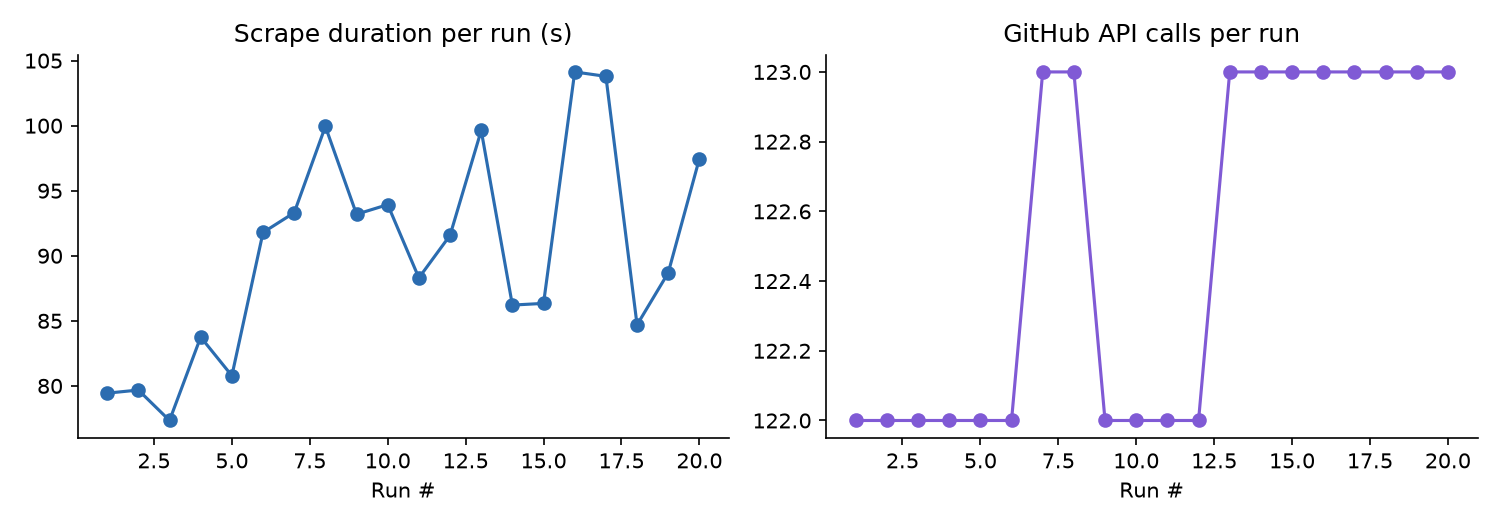 Scrape duration per run (s)
105
100
95
90
85
80
2.5 5.0 7.5 10.0 12.5 15.0 17.5 20.0
Run #
GitHub API calls per run
123.0
122.8
122.6
122.4
122.2
122.0
2.5 5.0 7.5 10.0 12.5 15.0 17.5 20.0
Run #